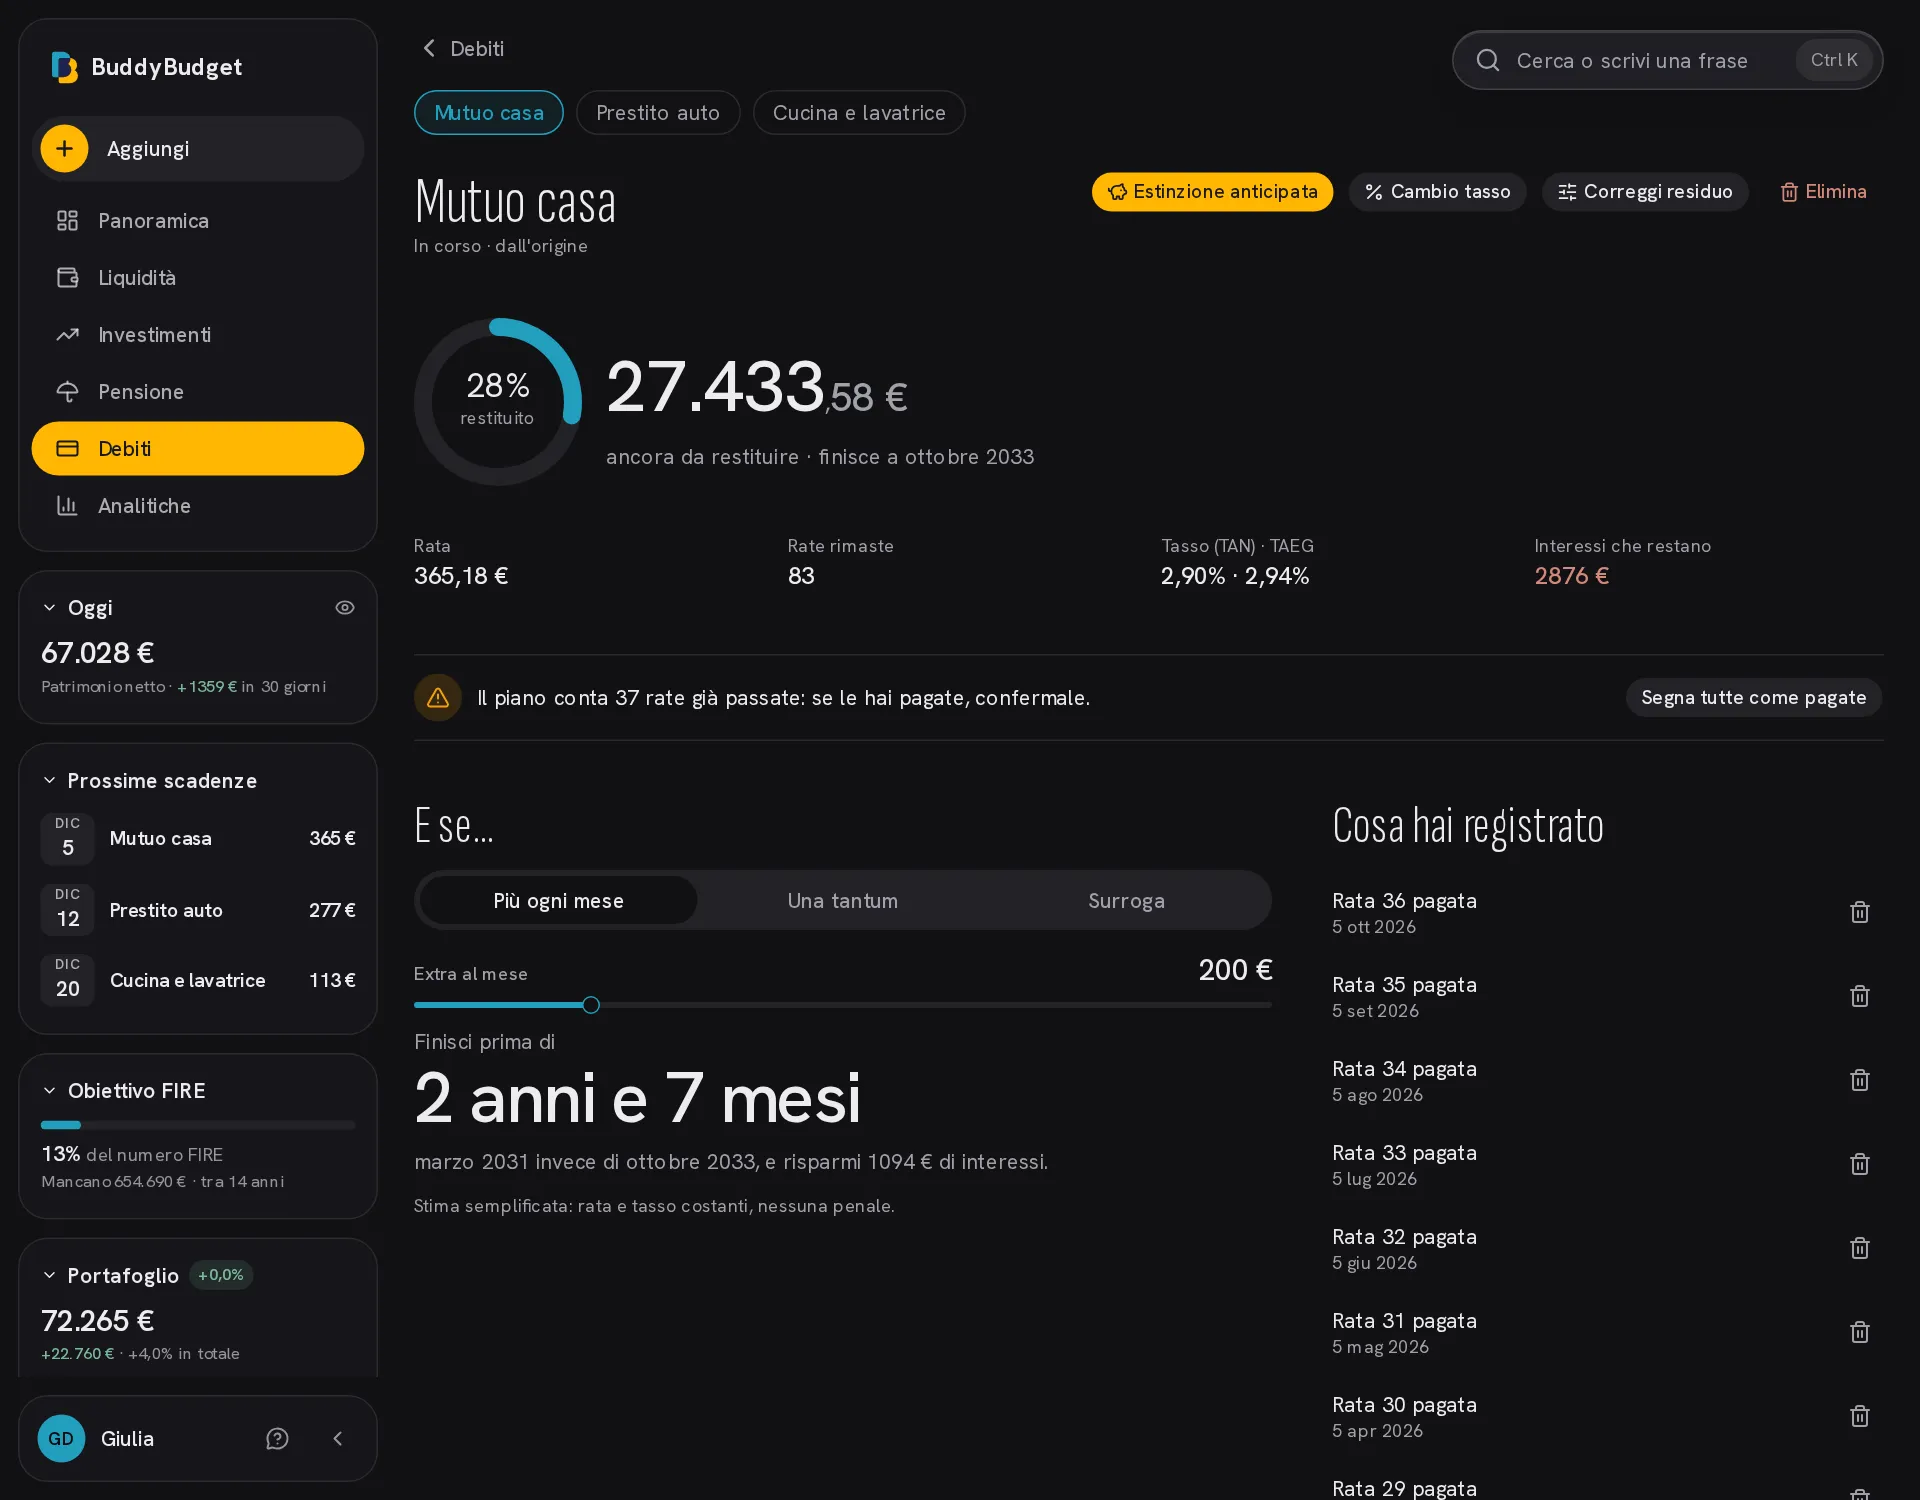 BuddyBudget
Aggiungi
Panoramica
Liquidità
Investimenti
Pensione
Debiti
Analitiche
Oggi
67.028 €
Patrimonio netto · +1359 € in 30 giorni
Prossime scadenze
DIC
5
Mutuo casa
365 €
DIC
12
Prestito auto
277 €
DIC
20
Cucina e lavatrice
113 €
Obiettivo FIRE
13% del numero FIRE
Mancano 654.690 € · tra 14 anni
Portafoglio
+0,0%
72.265 €
+22.760 € · +4,0% in totale
GD
Giulia
Debiti
Cerca o scrivi una frase
Ctrl K
Mutuo casa
Prestito auto
Cucina e lavatrice
Mutuo casa
In corso · dall'origine
Estinzione anticipata
Cambio tasso
Correggi residuo
Elimina
28%
restituito
27.433,58 €
ancora da restituire · finisce a ottobre 2033
Rata
365,18 €
Rate rimaste
83
Tasso (TAN) · TAEG
2,90% · 2,94%
Interessi che restano
2876 €
Il piano conta 37 rate già passate: se le hai pagate, confermale.
Segna tutte come pagate
E se...
Più ogni mese
Una tantum
Surroga
Extra al mese
200 €
Finisci prima di
2 anni e 7 mesi
marzo 2031 invece di ottobre 2033, e risparmi 1094 € di interessi.
Stima semplificata: rata e tasso costanti, nessuna penale.
Cosa hai registrato
Rata 36 pagata
5 ott 2026
Rata 35 pagata
5 set 2026
Rata 34 pagata
5 ago 2026
Rata 33 pagata
5 lug 2026
Rata 32 pagata
5 giu 2026
Rata 31 pagata
5 mag 2026
Rata 30 pagata
5 apr 2026
Rata 29 pagata